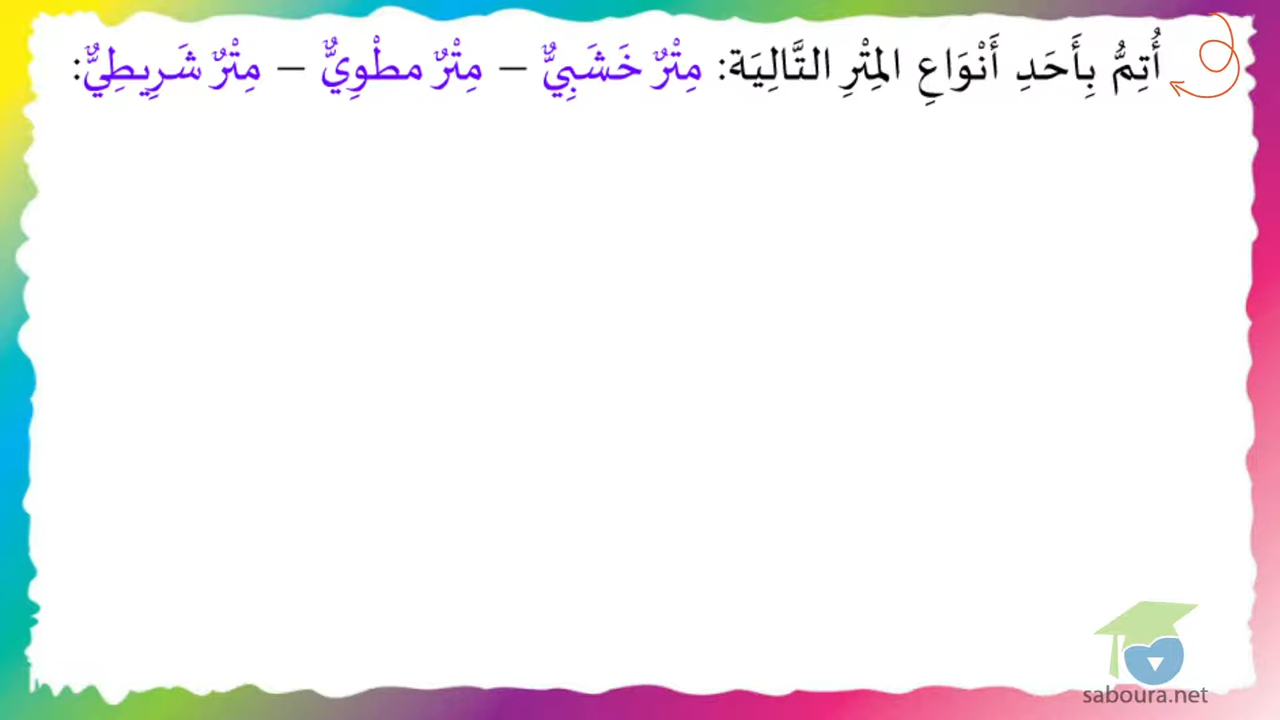 أُتِمُّ بِأَحَدِ أَنْوَاعِ المِتْرِ التَّالِيَة: مِتْرٌ خَشَبِيٌّ – مِتْرٌ مطْوِيٌّ – مِتْرٌ شَرِيطِيٌّ:
saboura.net